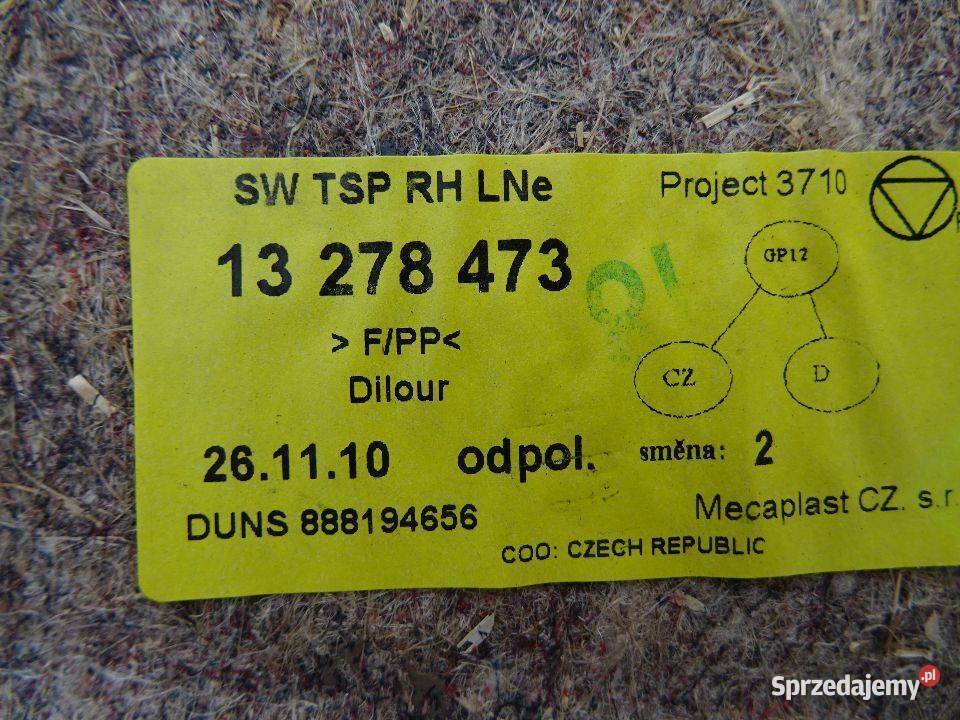 SW TSP RH LNe
Project 3710
13 278 473
GP12
> F/PP<
CZ
D
Dilour
26.11.10 odpol. směna: 2
DUNS 888194656
Mecaplast CZ. s.r.
COO: CZECH REPUBLIC
Sprzedajemy.pl